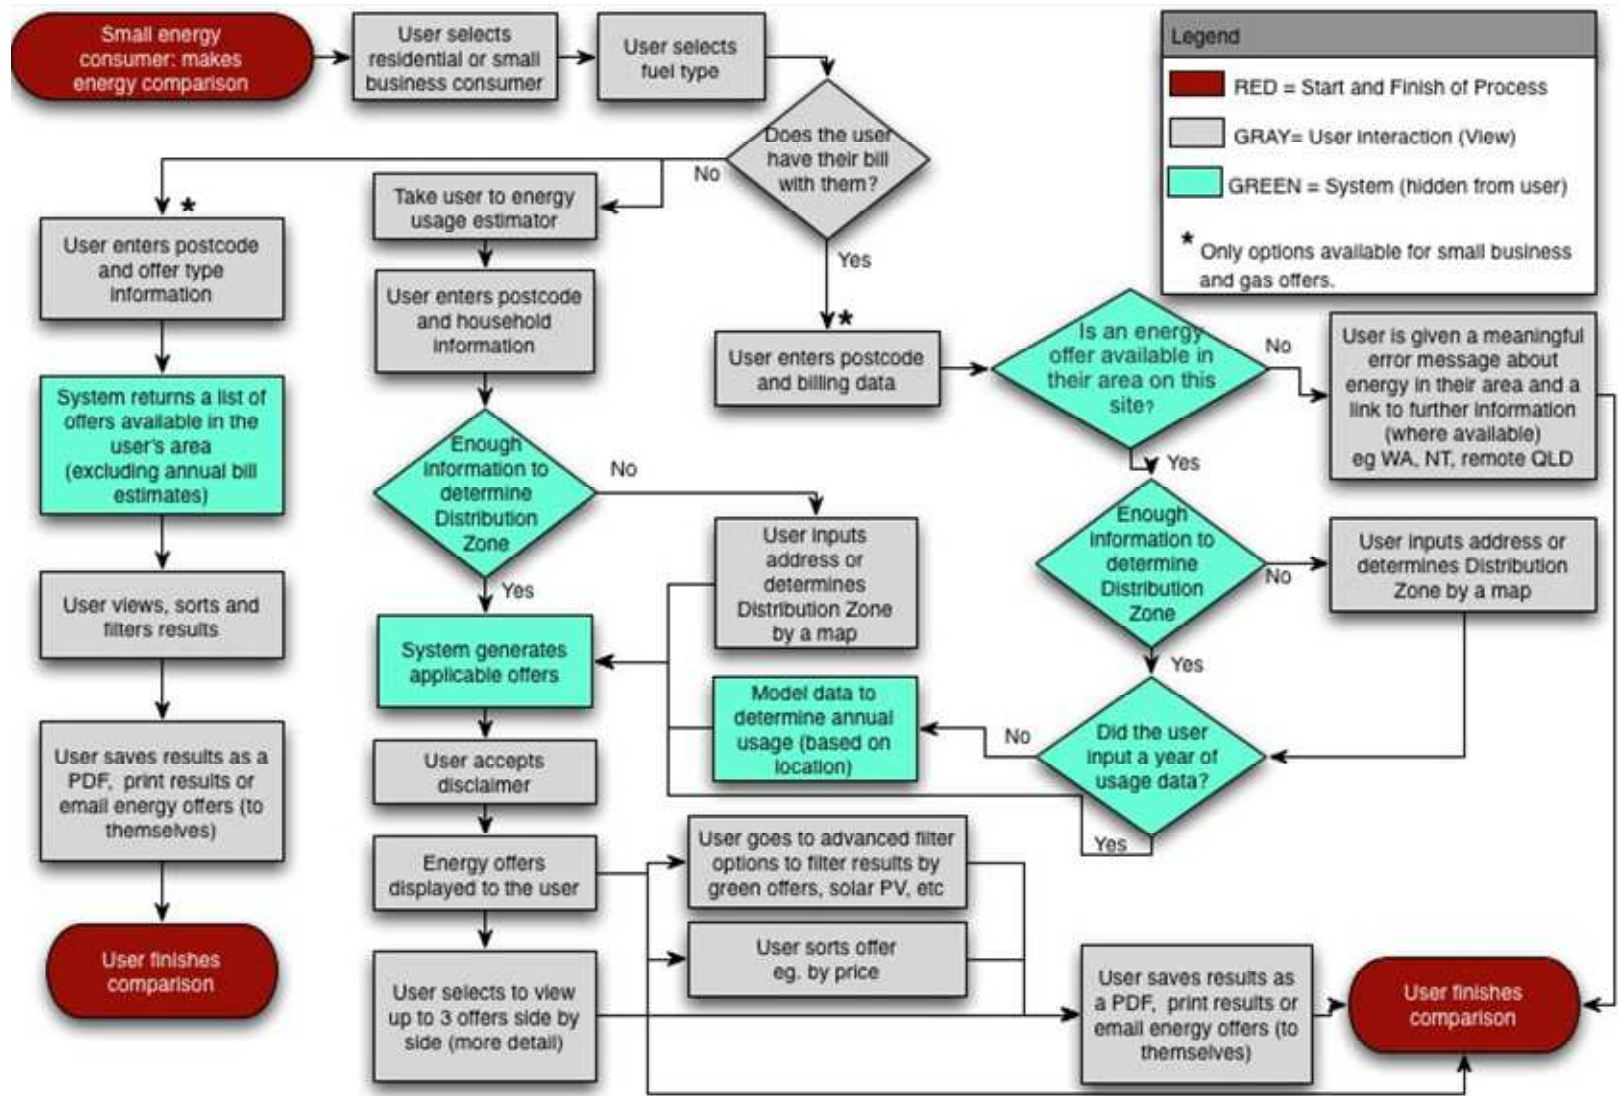 Small energy
consumer: makes
energy comparison
User selects
residential or small
business consumer
User selects
fuel type
Does the user
have their bill
with them?
No
Yes
Legend
RED = Start and Finish of Process
GRAY= User Interaction (View)
GREEN = System (hidden from user)
* Only options available for small business
and gas offers.
*
User enters postcode
and offer type
information
System returns a list of
offers available in the
user's area
(excluding annual bill
estimates)
User views, sorts and
filters results
User saves results as a
PDF, print results or
email energy offers (to
themselves)
User finishes
comparison
Take user to energy
usage estimator
User enters postcode
and household
information
Enough
information to
determine
Distribution
Zone
No
Yes
User inputs
address or
determines
Distribution Zone
by a map
System generates
applicable offers
User accepts
disclaimer
Energy offers
displayed to the user
User selects to view
up to 3 offers side by
side (more detail)
*
User enters postcode
and billing data
Is an energy
offer available in
their area on this
site?
No
Yes
User is given a meaningful
error message about
energy in their area and a
link to further information
(where available)
eg WA, NT, remote QLD
Enough
information to
determine
Distribution
Zone
No
Yes
User inputs address or
determines Distribution
Zone by a map
Did the user
input a year of
usage data?
No
Yes
Model data to
determine annual
usage (based on
location)
User goes to advanced filter
options to filter results by
green offers, solar PV, etc
User sorts offer
eg. by price
User saves results as
a PDF, print results or
email energy offers (to
themselves)
User finishes
comparison